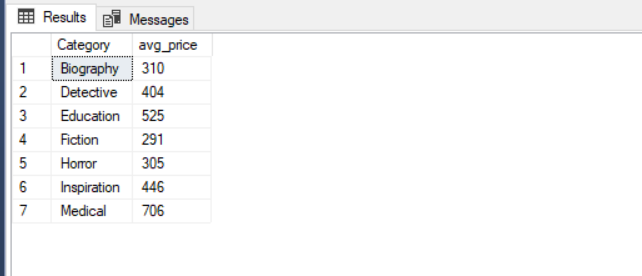 Results Messages
Category avg_price
1 Biography 310
2 Detective 404
3 Education 525
4 Fiction 291
5 Horror 305
6 Inspiration 446
7 Medical 706